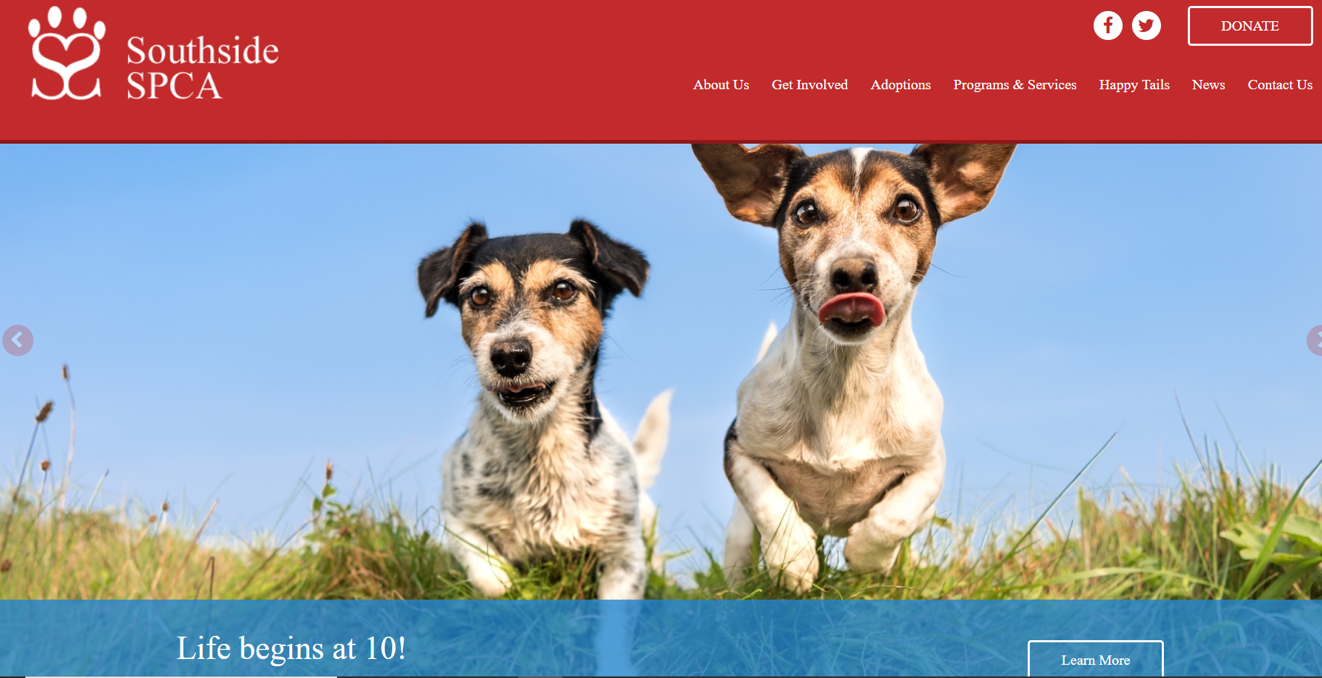 Southside
SPCA
DONATE
About Us Get Involved Adoptions Programs & Services Happy Tails News Contact Us
Life begins at 10!
Learn More